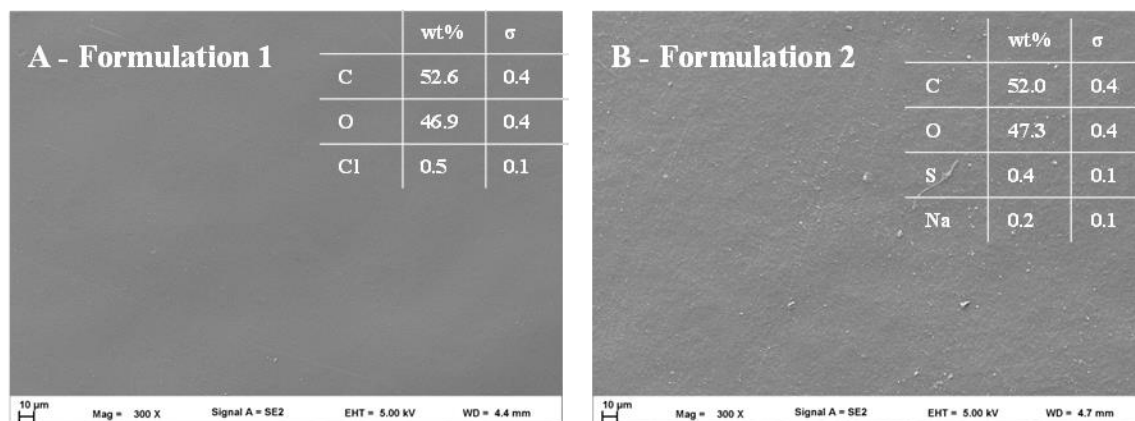 A - Formulation 1
wt% σ
C 52.6 0.4
O 46.9 0.4
Cl 0.5 0.1
10 µm
Mag = 300 X Signal A = SE2 EHT = 5.00 kV WD = 4.4 mm
B - Formulation 2
wt% σ
C 52.0 0.4
O 47.3 0.4
S 0.4 0.1
Na 0.2 0.1
10 µm
Mag = 300 X Signal A = SE2 EHT = 5.00 kV WD = 4.7 mm